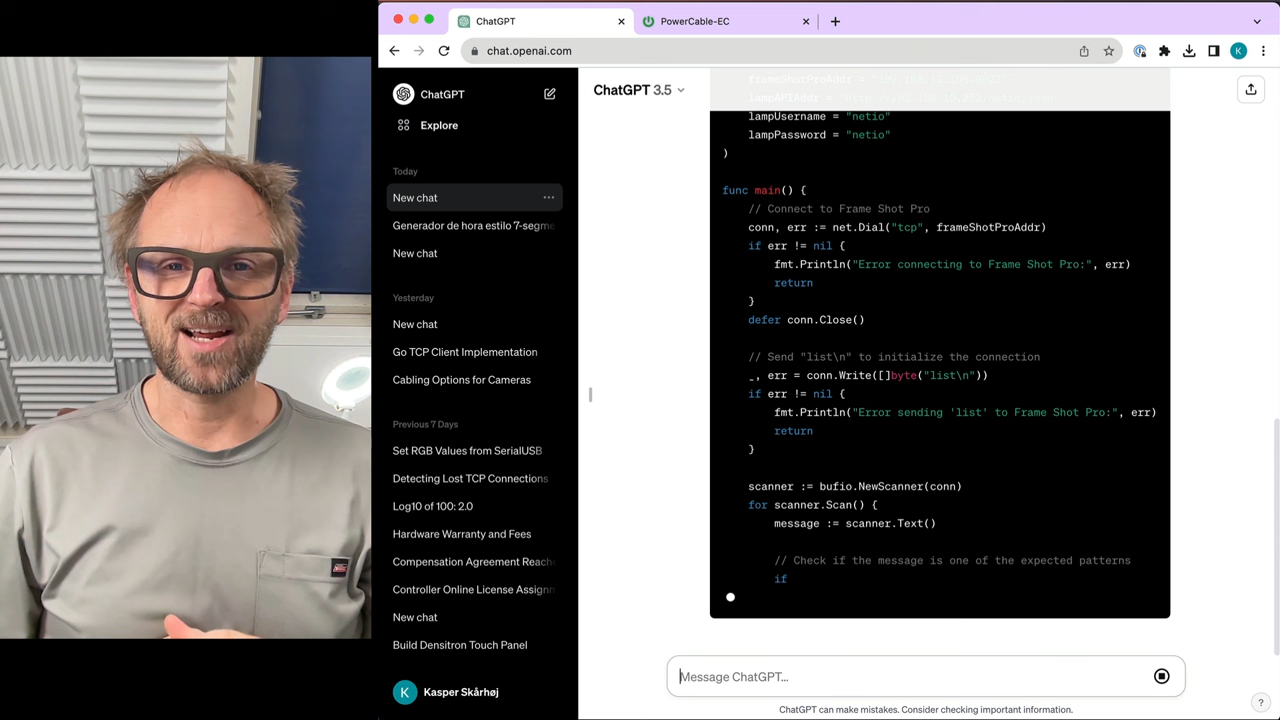 ChatGPT
PowerCable-EC
chat.openai.com
K
ChatGPT
Explore
Today
New chat
Generador de hora estilo 7-segme
New chat
Yesterday
New chat
Go TCP Client Implementation
Cabling Options for Cameras
Previous 7 Days
Set RGB Values from SerialUSB
Detecting Lost TCP Connections
Log10 of 100: 2.0
Hardware Warranty and Fees
Compensation Agreement Reach
Controller Online License Assign
New chat
Build Densitron Touch Panel
K Kasper Skårhøj
ChatGPT 3.5
lampUsername = "netio"
lampPassword = "netio"
)
func main() {
// Connect to Frame Shot Pro
conn, err := net.Dial("tcp", frameShotProAddr)
if err != nil {
fmt.Println("Error connecting to Frame Shot Pro:", err)
return
}
defer conn.Close()
// Send "list\n" to initialize the connection
_, err = conn.Write([]byte("list\n"))
if err != nil {
fmt.Println("Error sending 'list' to Frame Shot Pro:", err)
return
}
scanner := bufio.NewScanner(conn)
for scanner.Scan() {
message := scanner.Text()
// Check if the message is one of the expected patterns
if
Message ChatGPT...
ChatGPT can make mistakes. Consider checking important information.
?